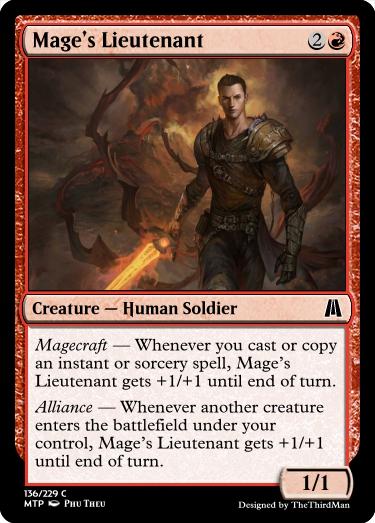 Mage's Lieutenant 2
Creature — Human Soldier
Magecraft — Whenever you cast or copy
an instant or sorcery spell, Mage's
Lieutenant gets +1/+1 until end of turn.
Alliance — Whenever another creature
enters the battlefield under your
control, Mage's Lieutenant gets +1/+1
until end of turn.
1/1
136/229 C
MTP Phu Theu
Designed by TheThirdMan